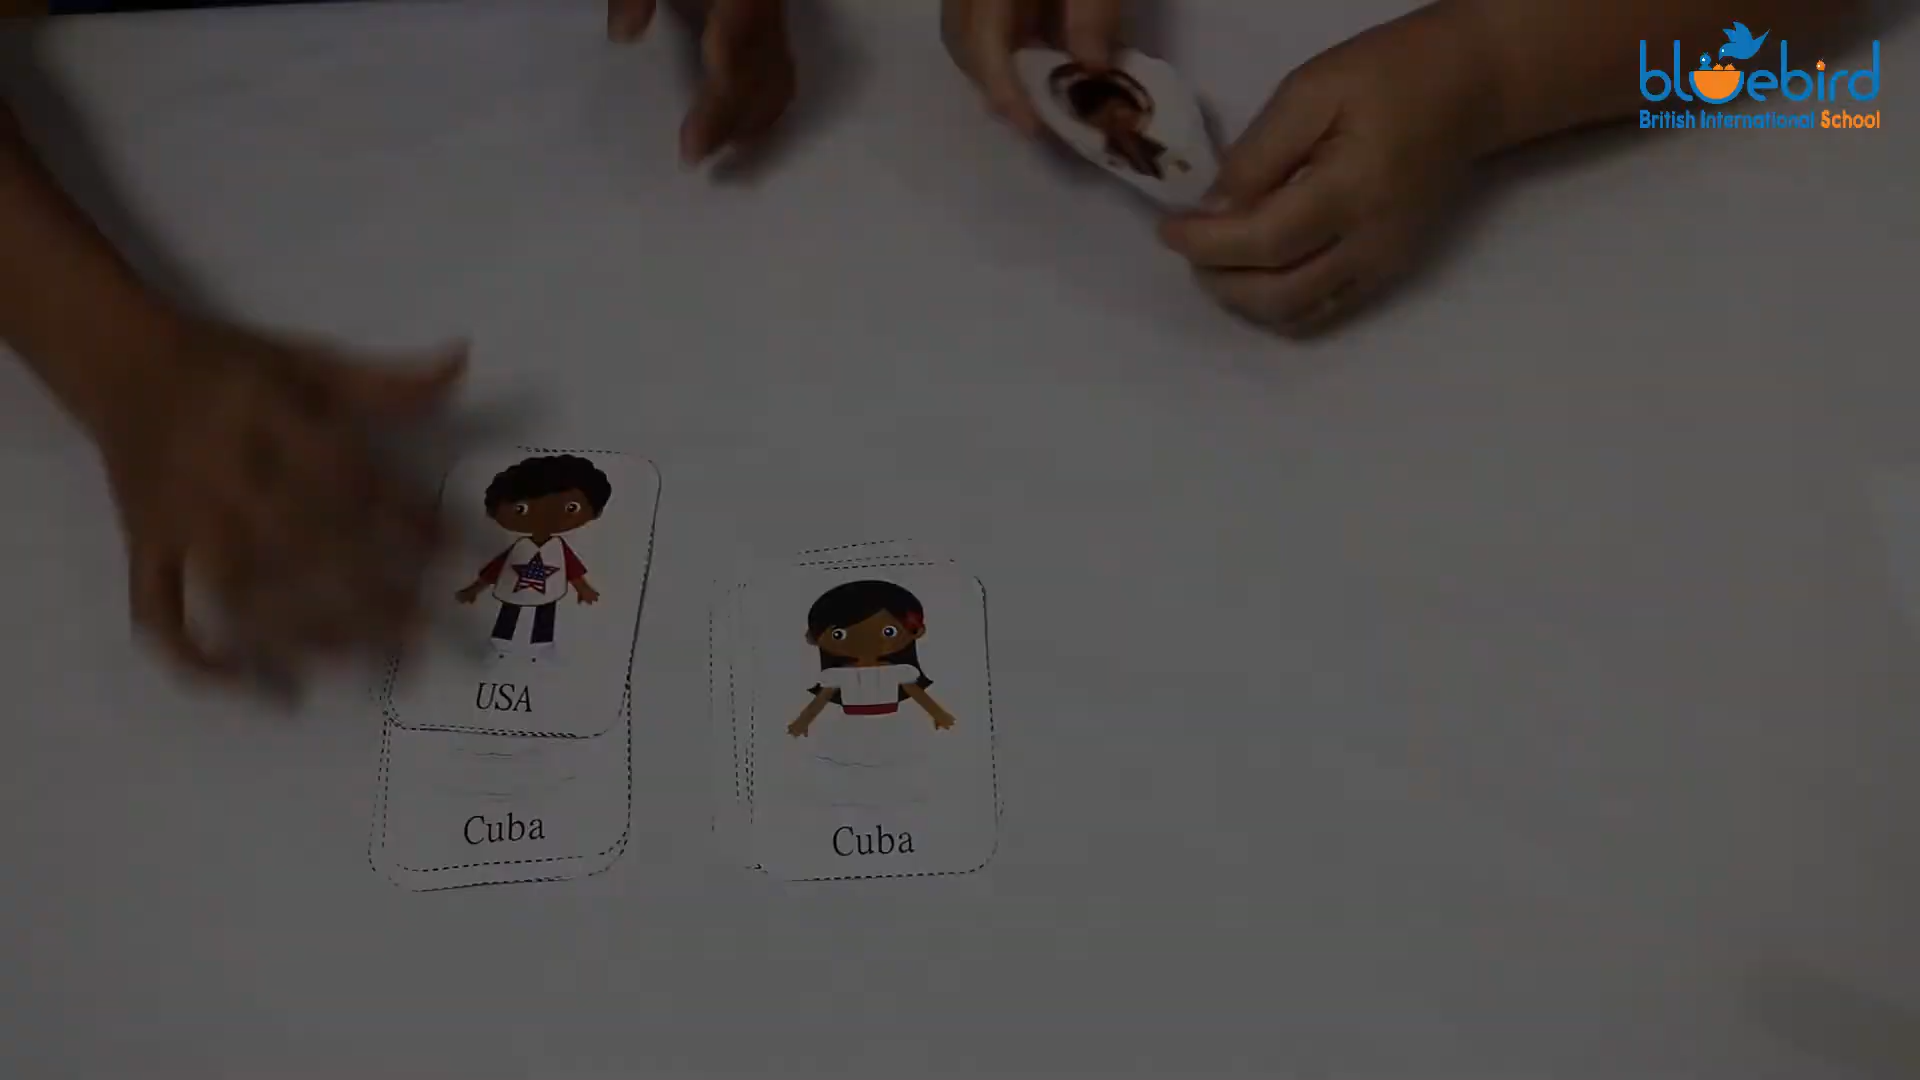 bluebird
British International School
USA
Cuba
Cuba